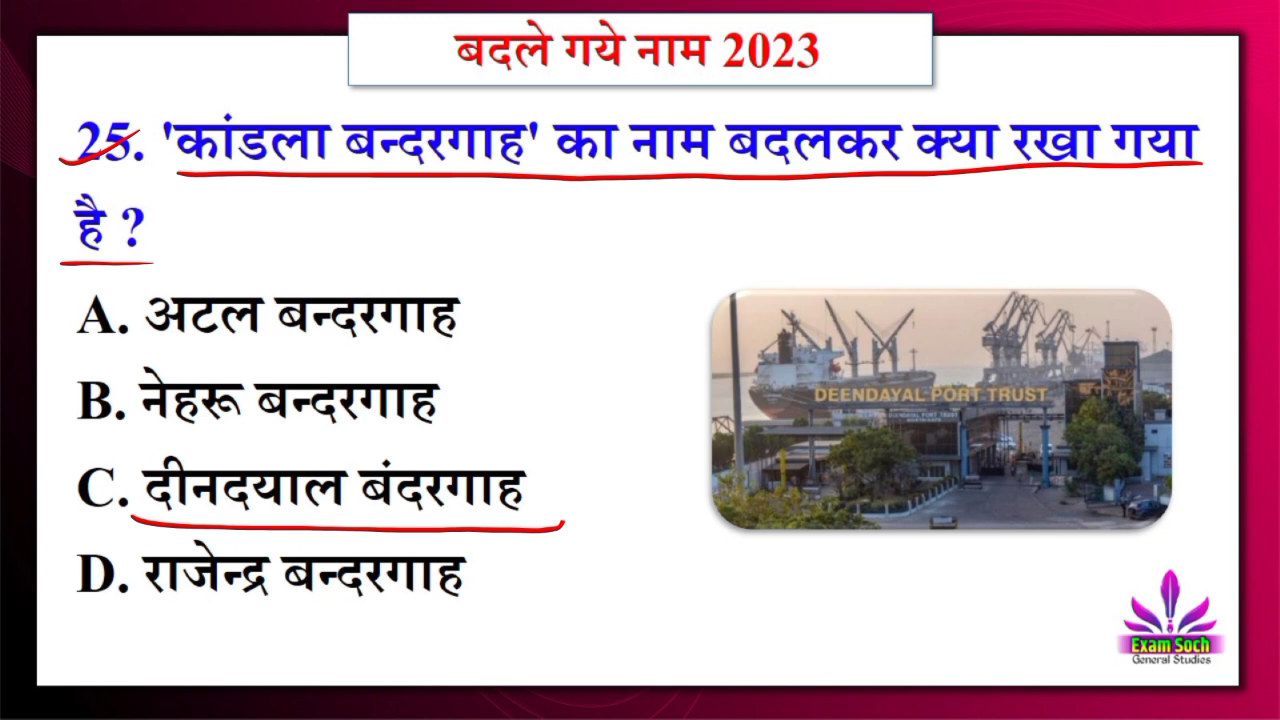 बदले गये नाम 2023
25. 'कांडला बन्दरगाह' का नाम बदलकर क्या रखा गया
है ?
A. अटल बन्दरगाह
B. नेहरू बन्दरगाह
C. दीनदयाल बंदरगाह
D. राजेन्द्र बन्दरगाह
DEENDAYAL PORT TRUST
Exam Soch
General Studies